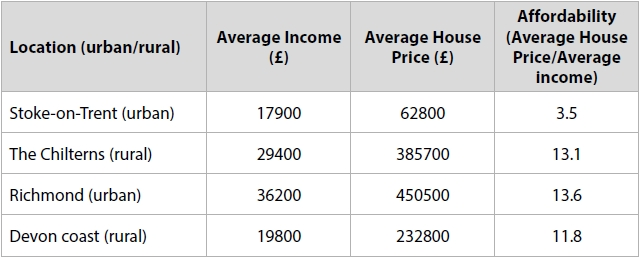 Location (urban/rural)
Average Income
(£)
Average House
Price (£)
Affordability
(Average House
Price/Average
income)
Stoke-on-Trent (urban) 17900 62800 3.5
The Chilterns (rural) 29400 385700 13.1
Richmond (urban) 36200 450500 13.6
Devon coast (rural) 19800 232800 11.8